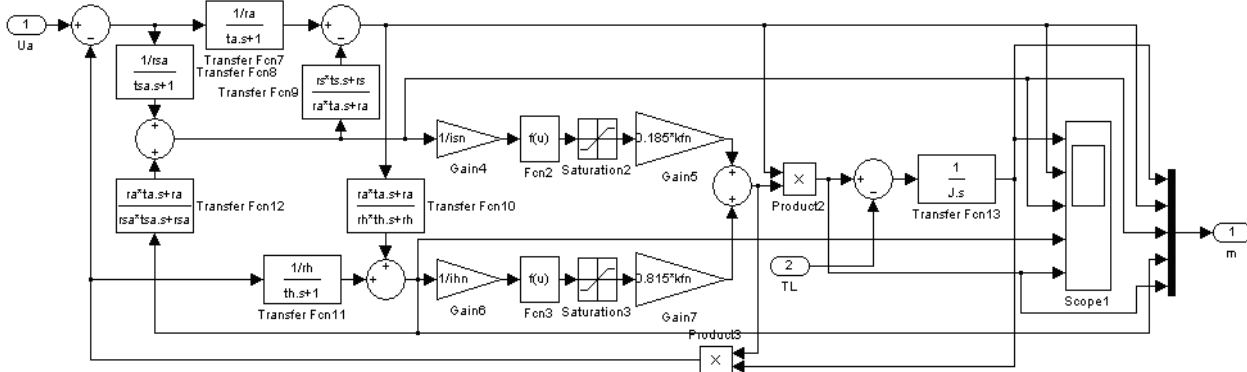 1
Ua
1/ra
ta.s+1
Transfer Fcn7
1/rsa
tsa.s+1
Transfer Fcn8
rs*ts.s+rs
ra*ta.s+ra
Transfer Fcn9
ra*ta.s+ra
rsa*tsa.s+rsa
Transfer Fcn12
1/isn
Gain4
f(u)
Fcn2
Saturation2
0.185*kfn
Gain5
ra*ta.s+ra
rh*th.s+rh
Transfer Fcn10
1/rh
th.s+1
Transfer Fcn11
1/ihn
Gain6
f(u)
Fcn3
Saturation3
0.815*kfn
Gain7
Product2
1
J.s
Transfer Fcn13
2
TL
Product3
Scope1
1
m